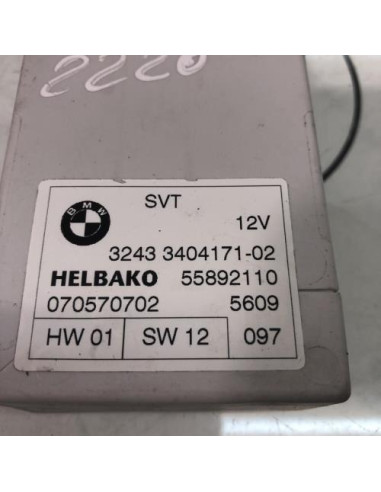 2220
BMW
SVT
12V
3243 3404171-02
HELBAKO 55892110
070570702 5609
HW 01 SW 12 097